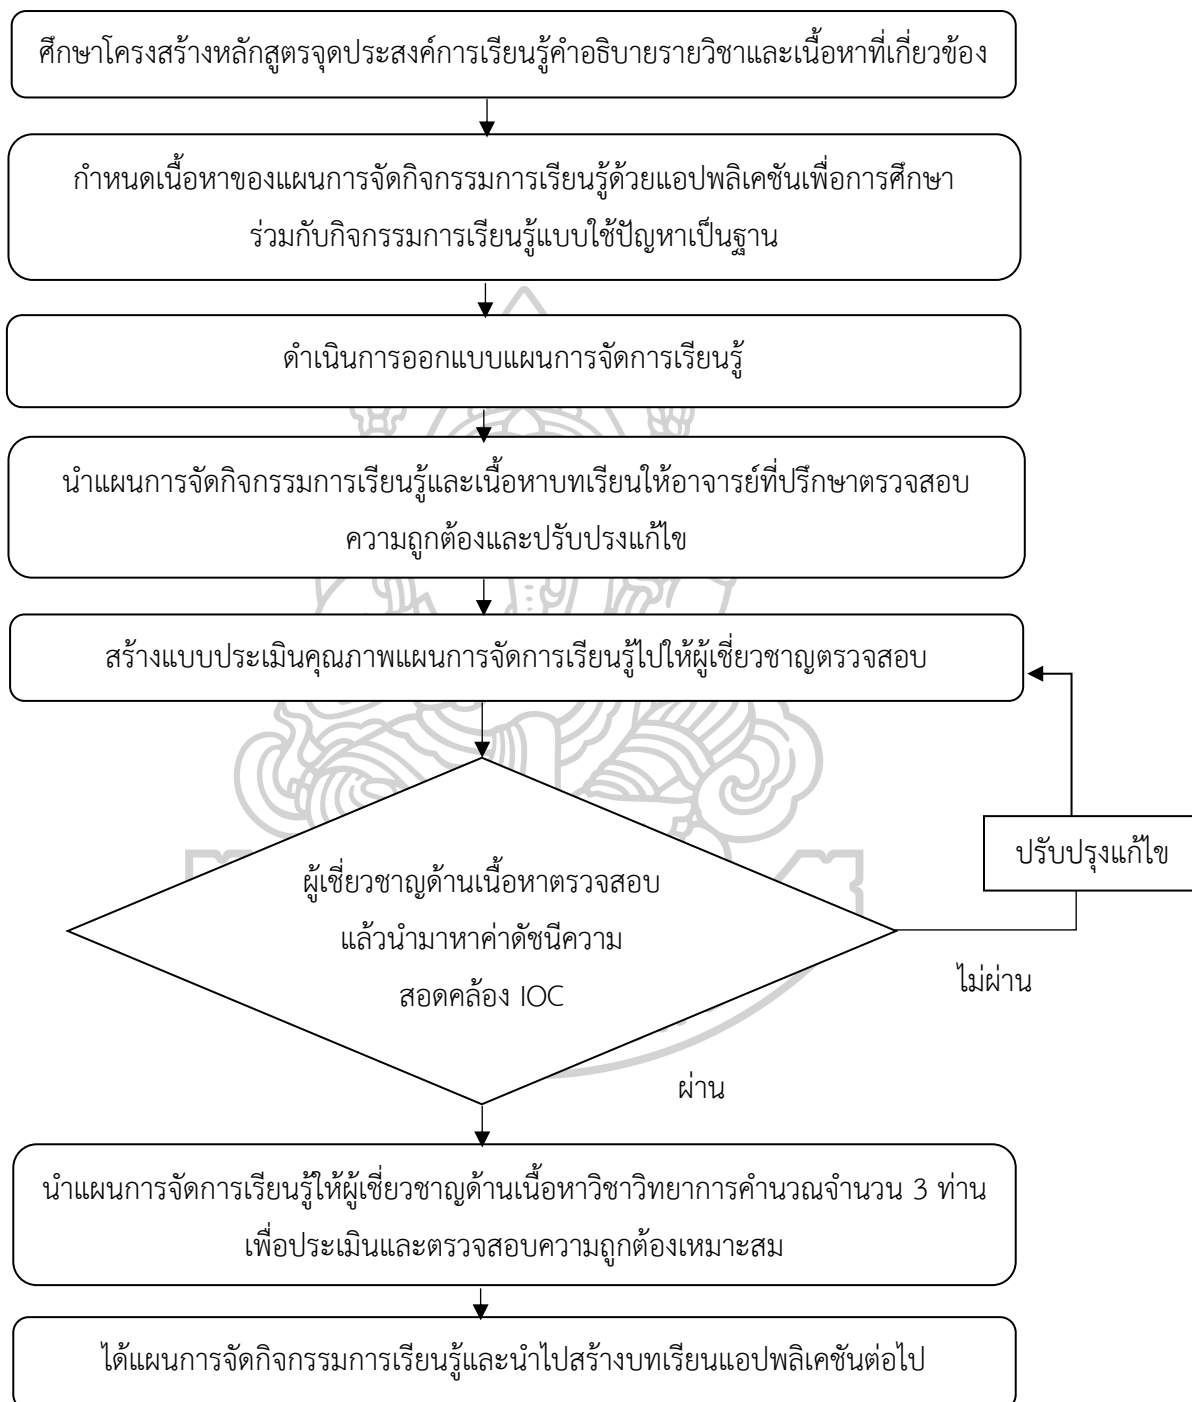 ศึกษาโครงสร้างหลักสูตรจุดประสงค์การเรียนรู้คำอธิบายรายวิชาและเนื้อหาที่เกี่ยวข้อง
กำหนดเนื้อหาของแผนการจัดกิจกรรมการเรียนรู้ด้วยแอปพลิเคชันเพื่อการศึกษา
ร่วมกับกิจกรรมการเรียนรู้แบบใช้ปัญหาเป็นฐาน
ดำเนินการออกแบบแผนการจัดการเรียนรู้
นำแผนการจัดกิจกรรมการเรียนรู้และเนื้อหาบทเรียนให้อาจารย์ที่ปรึกษาตรวจสอบ
ความถูกต้องและปรับปรงแก้ไข
สร้างแบบประเมินคุณภาพแผนการจัดการเรียนรู้ไปให้ผู้เชี่ยวชาญตรวจสอบ
ปรับปรุงแก้ไข
ผู้เชี่ยวชาญด้านเนื้อหาตรวจสอบ
แล้วนำมาหาค่าดัชนีความ
สอดคล้อง IOC
ไม่ผ่าน
ผ่าน
นำแผนการจัดการเรียนรู้ให้ผู้เชี่ยวชาญด้านเนื้อหาวิชาวิทยาการคำนวณจำนวน 3 ท่าน
เพื่อประเมินและตรวจสอบความถูกต้องเหมาะสม
ได้แผนการจัดกิจกรรมการเรียนรู้และนำไปสร้างบทเรียนแอปพลิเคชันต่อไป